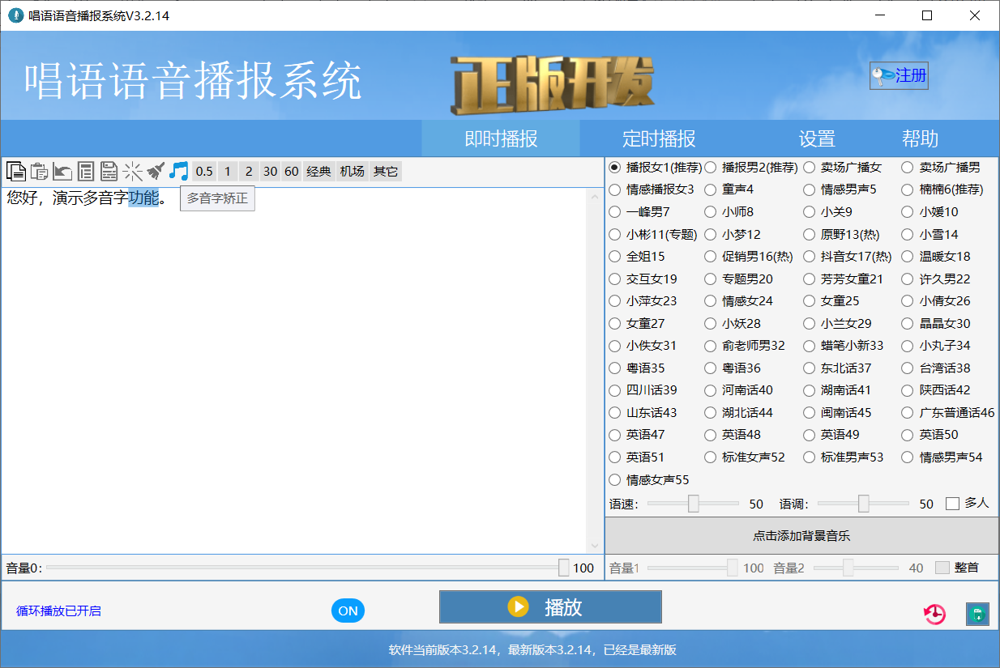 唱语语音播报系统V3.2.14
唱语语音播报系统
正版开发
注册
即时播报 定时播报 设置 帮助
0.5 1 2 30 60 经典 机场 其它
您好，演示多音字功能。
多音字矫正
播报女1(推荐) 播报男2(推荐) 卖场广播女 卖场广播男
情感播报女3 童声4 情感男声5 楠楠6(推荐)
一峰男7 小师8 小关9 小媛10
小彬11(专题) 小梦12 原野13(热) 小雪14
全姐15 促销男16(热) 抖音女17(热) 温暖女18
交互女19 专题男20 芳芳女童21 许久男22
小萍女23 情感女24 女童25 小倩女26
女童27 小妖28 小兰女29 晶晶女30
小佚女31 俞老师男32 蜡笔小新33 小丸子34
粤语35 粤语36 东北话37 台湾话38
四川话39 河南话40 湖南话41 陕西话42
山东话43 湖北话44 闽南话45 广东普通话46
英语47 英语48 英语49 英语50
英语51 标准女声52 标准男声53 情感男声54
情感女声55
语速： 50 语调： 50 多人
点击添加背景音乐
音量0： 100 音量1 100 音量2 40 整首
循环播放已开启 ON 播放
软件当前版本3.2.14，最新版本3.2.14，已经是最新版